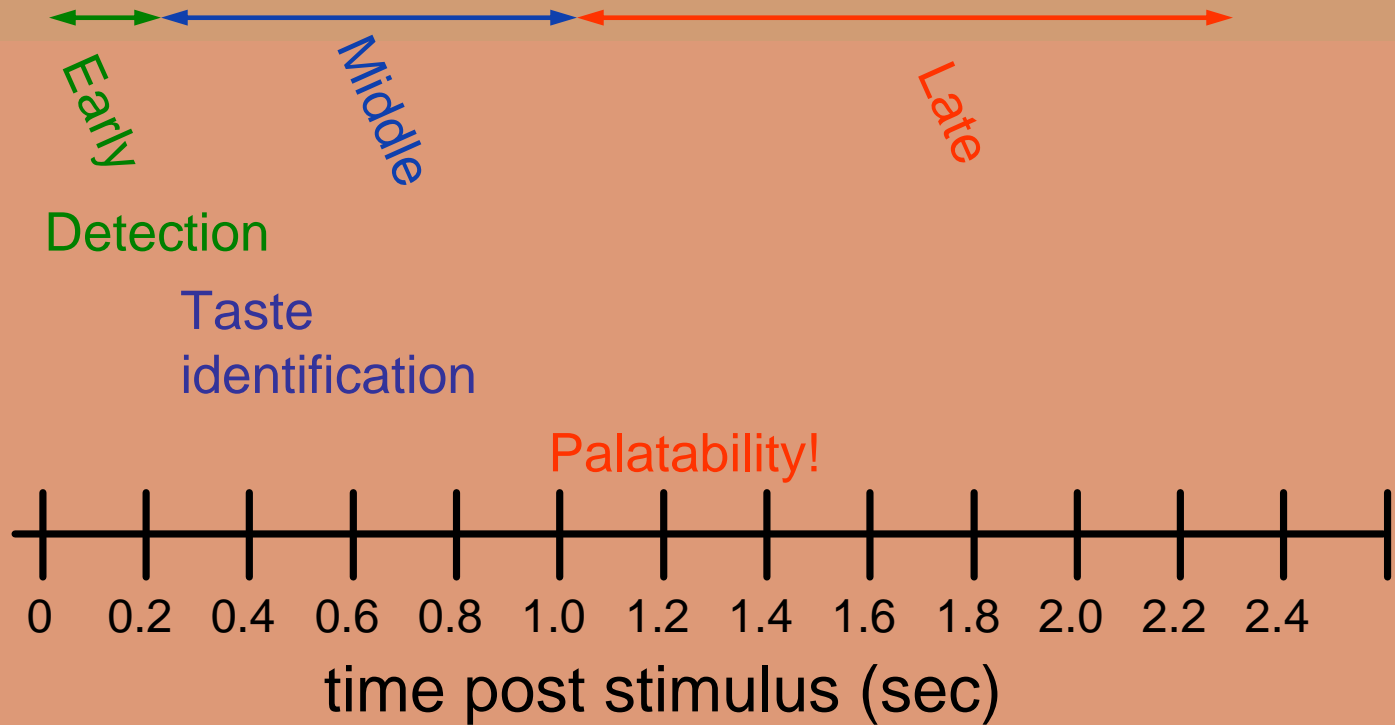 Early
Middle
Late
Detection
Taste
identification
Palatability!
0 0.2 0.4 0.6 0.8 1.0 1.2 1.4 1.6 1.8 2.0 2.2 2.4
time post stimulus (sec)